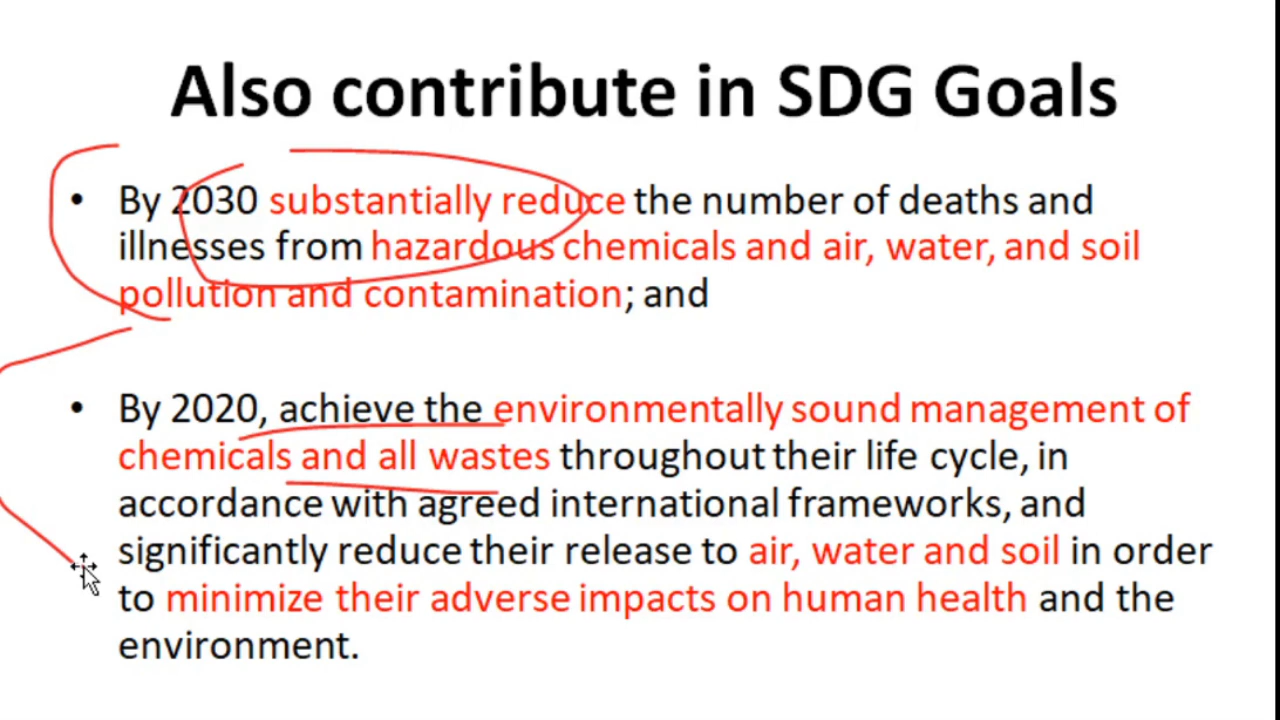 Also contribute in SDG Goals
• By 2030 substantially reduce the number of deaths and
illnesses from hazardous chemicals and air, water, and soil
pollution and contamination; and
• By 2020, achieve the environmentally sound management of
chemicals and all wastes throughout their life cycle, in
accordance with agreed international frameworks, and
significantly reduce their release to air, water and soil in order
to minimize their adverse impacts on human health and the
environment.